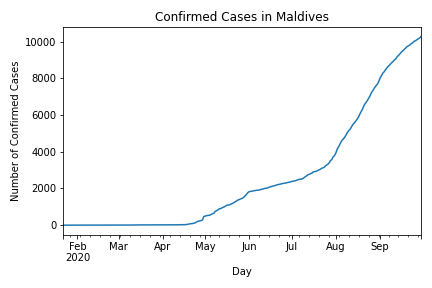 Confirmed Cases in Maldives
Number of Confirmed Cases
10000
8000
6000
4000
2000
0
Feb Mar Apr May Jun Jul Aug Sep
2020
Day